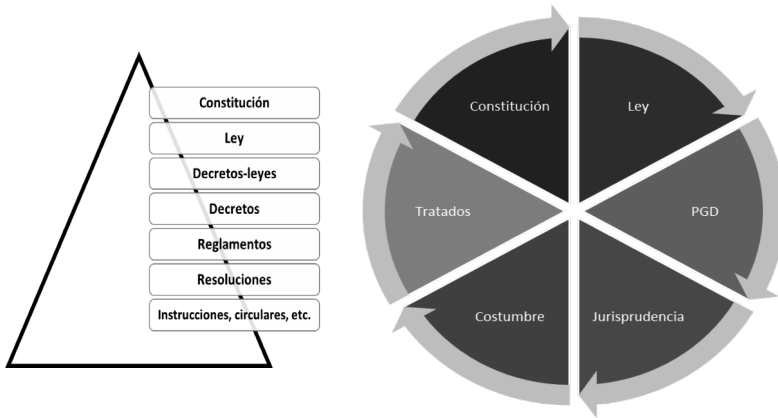 Constitución
Ley
Decretos-leyes
Decretos
Reglamentos
Resoluciones
Instrucciones, circulares, etc.
Constitución
Ley
Tratados
PGD
Costumbre
Jurisprudencia